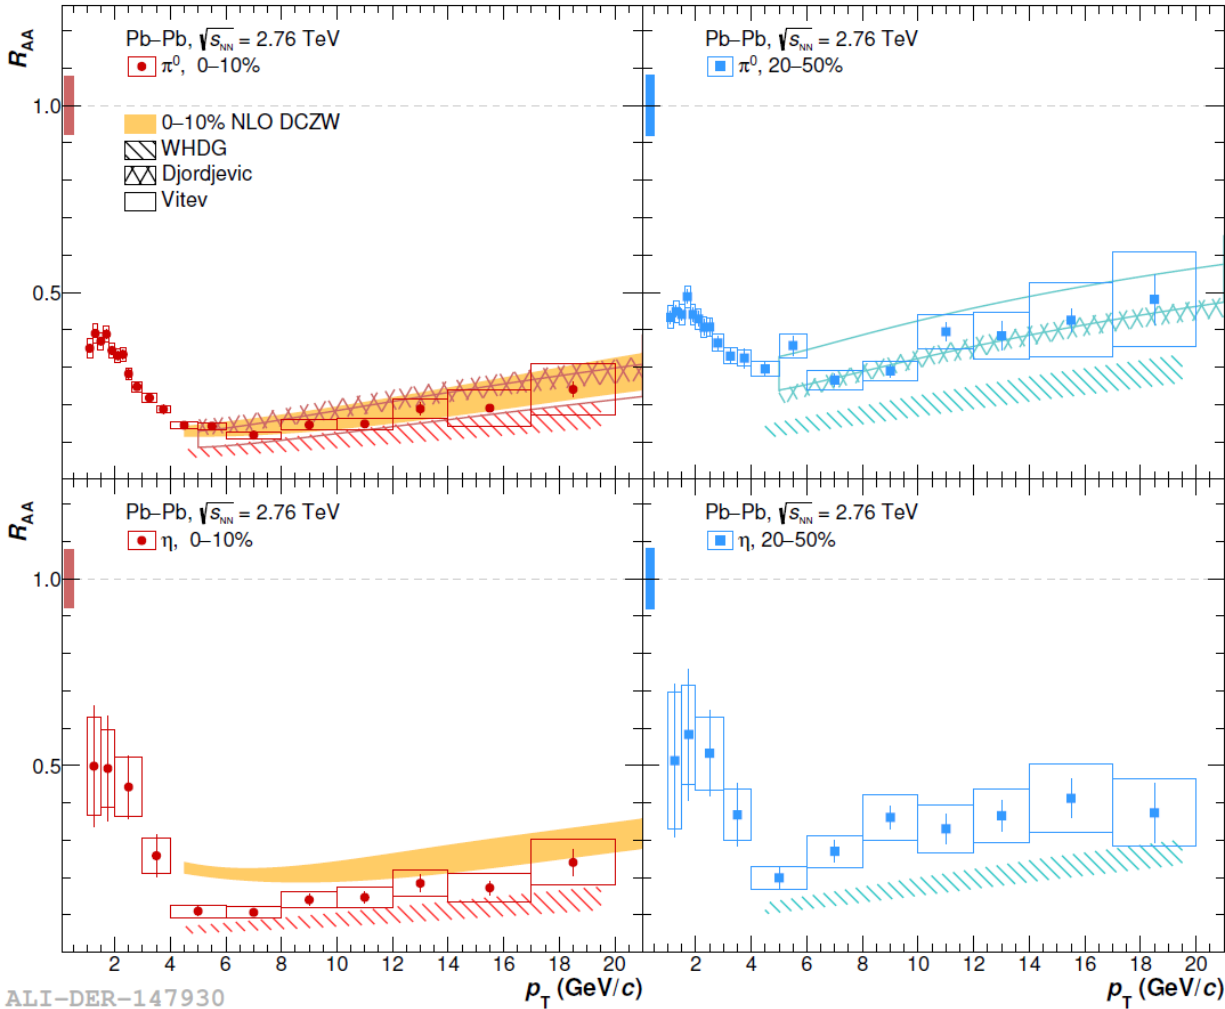 R_AA
Pb–Pb, √s_NN = 2.76 TeV
π⁰, 0–10%
1.0
0–10% NLO DCZW
WHDG
Djordjevic
Vitev
0.5
Pb–Pb, √s_NN = 2.76 TeV
π⁰, 20–50%
R_AA
Pb–Pb, √s_NN = 2.76 TeV
η, 0–10%
1.0
0.5
Pb–Pb, √s_NN = 2.76 TeV
η, 20–50%
2 4 6 8 10 12 14 16 18 20
p_T (GeV/c)
2 4 6 8 10 12 14 16 18 20
p_T (GeV/c)
ALI-DER-147930